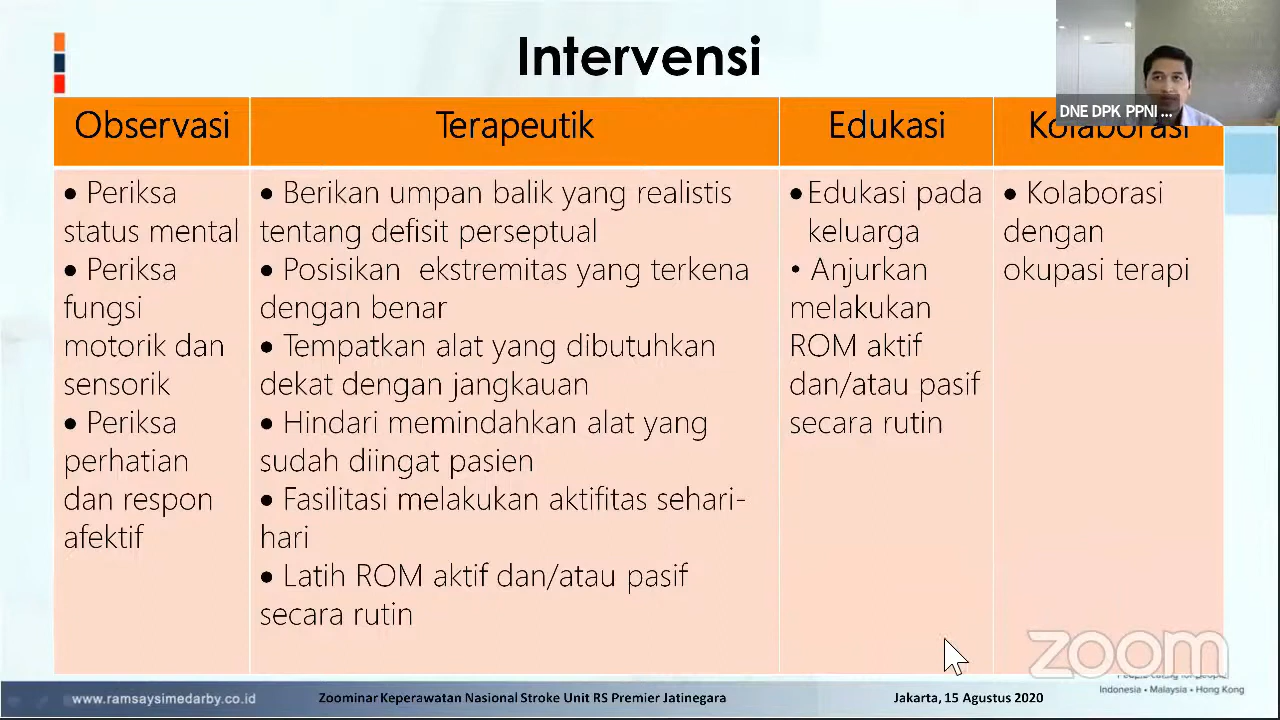 Intervensi
DNE DPK PPNI ...
Observasi
Terapeutik
Edukasi
Kolaborasi
• Periksa
status mental
• Periksa
fungsi
motorik dan
sensorik
• Periksa
perhatian
dan respon
afektif
• Berikan umpan balik yang realistis
tentang defisit perseptual
• Posisikan ekstremitas yang terkena
dengan benar
• Tempatkan alat yang dibutuhkan
dekat dengan jangkauan
• Hindari memindahkan alat yang
sudah diingat pasien
• Fasilitasi melakukan aktifitas sehari-
hari
• Latih ROM aktif dan/atau pasif
secara rutin
• Edukasi pada
keluarga
• Anjurkan
melakukan
ROM aktif
dan/atau pasif
secara rutin
• Kolaborasi
dengan
okupasi terapi
zoom
www.ramsaysimedarby.co.id
Zoominar Keperawatan Nasional Stroke Unit RS Premier Jatinegara
Jakarta, 15 Agustus 2020
Indonesia • Malaysia • Hong Kong